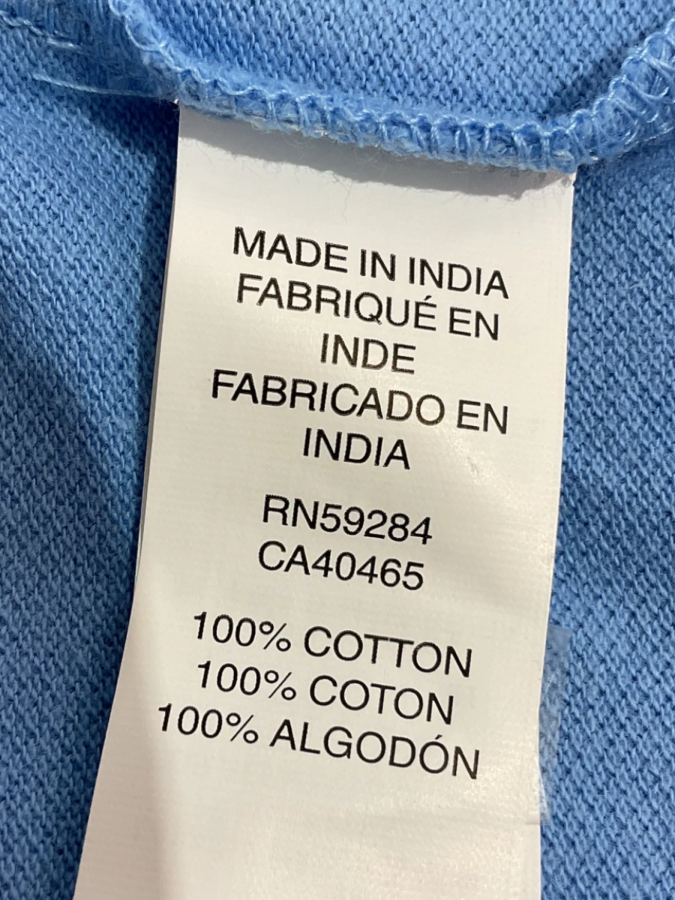 MADE IN INDIA
FABRIQUÉ EN
INDE
FABRICADO EN
INDIA
RN59284
CA40465
100% COTTON
100% COTON
100% ALGODÓN